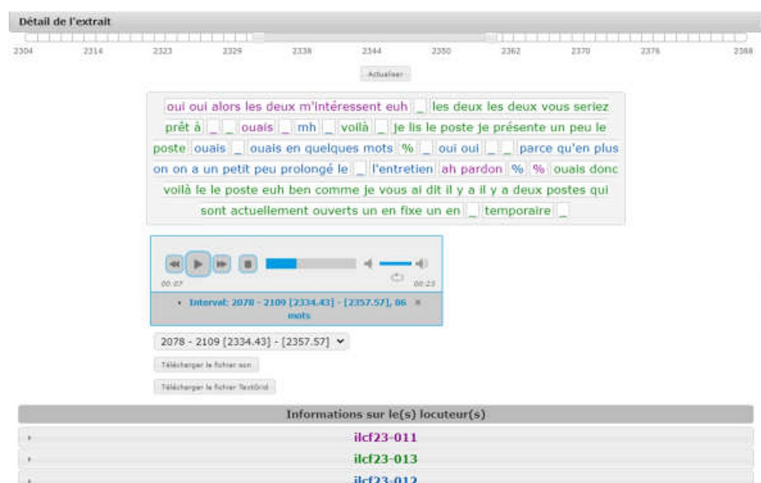 Détail de l'extrait
2304 2314 2323 2329 2338 2344 2350 2362 2370 2376 2388
Actualiser
oui oui alors les deux m'intéressent euh _ les deux les deux vous seriez
prêt à _ _ ouais _ mh _ voilà _ je lis le poste je présente un peu le
poste ouais _ ouais en quelques mots % _ oui oui _ _ parce qu'en plus
on on a un petit peu prolongé le _ l'entretien ah pardon % % ouais donc
voilà le le poste euh ben comme je vous ai dit il y a il y a deux postes qui
sont actuellement ouverts un en fixe un en _ temporaire _
00:07 00:23
• Interval: 2078 - 2109 [2334.43] - [2357.57], 86
mots
2078 - 2109 [2334.43] - [2357.57]
Télécharger le fichier son
Télécharger le fichier TextGrid
Informations sur le(s) locuteur(s)
ilcf23-011
ilcf23-013
ilcf23-012